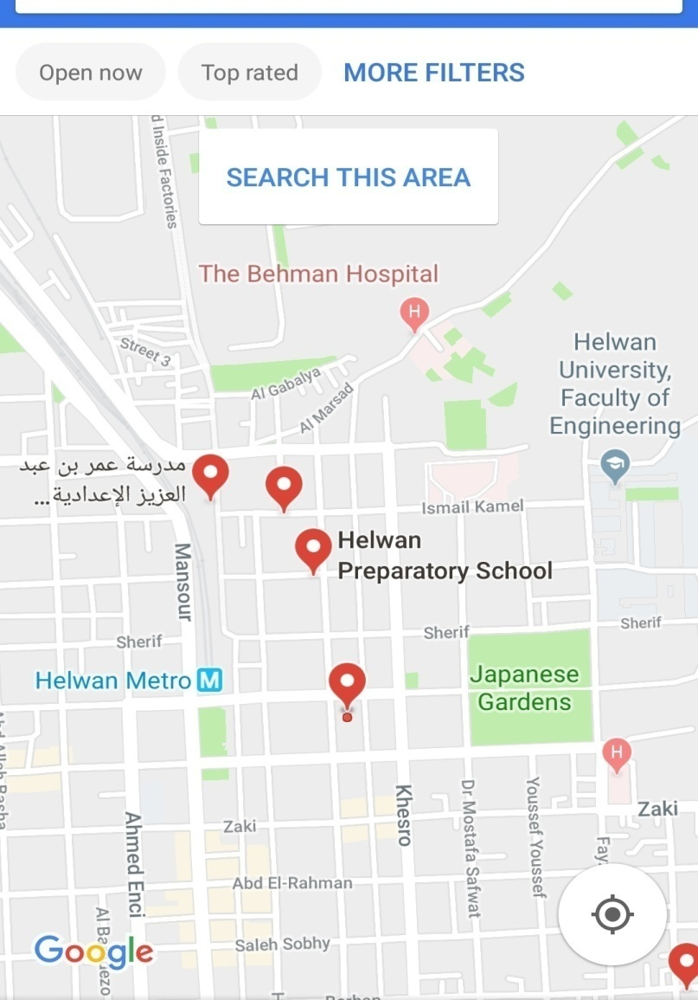 Open now
Top rated
MORE FILTERS
d Inside Factories
SEARCH THIS AREA
The Behman Hospital
H
Street 3
Al Gabalya
Al Marsad
Helwan
University,
Faculty of
Engineering
مدرسة عمر بن عبد
العزيز الإعدادية...
Ismail Kamel
Helwan
Preparatory School
Mansour
Sherif
Sherif
Sherif
Helwan Metro M
Japanese
Gardens
H
Khesro
Zaki
Zaki
Dr Mostafa Safwat
Youssef Youssef
Fay
Ahmed Enci
Abd El-Rahman
Saleh Sobhy
Google